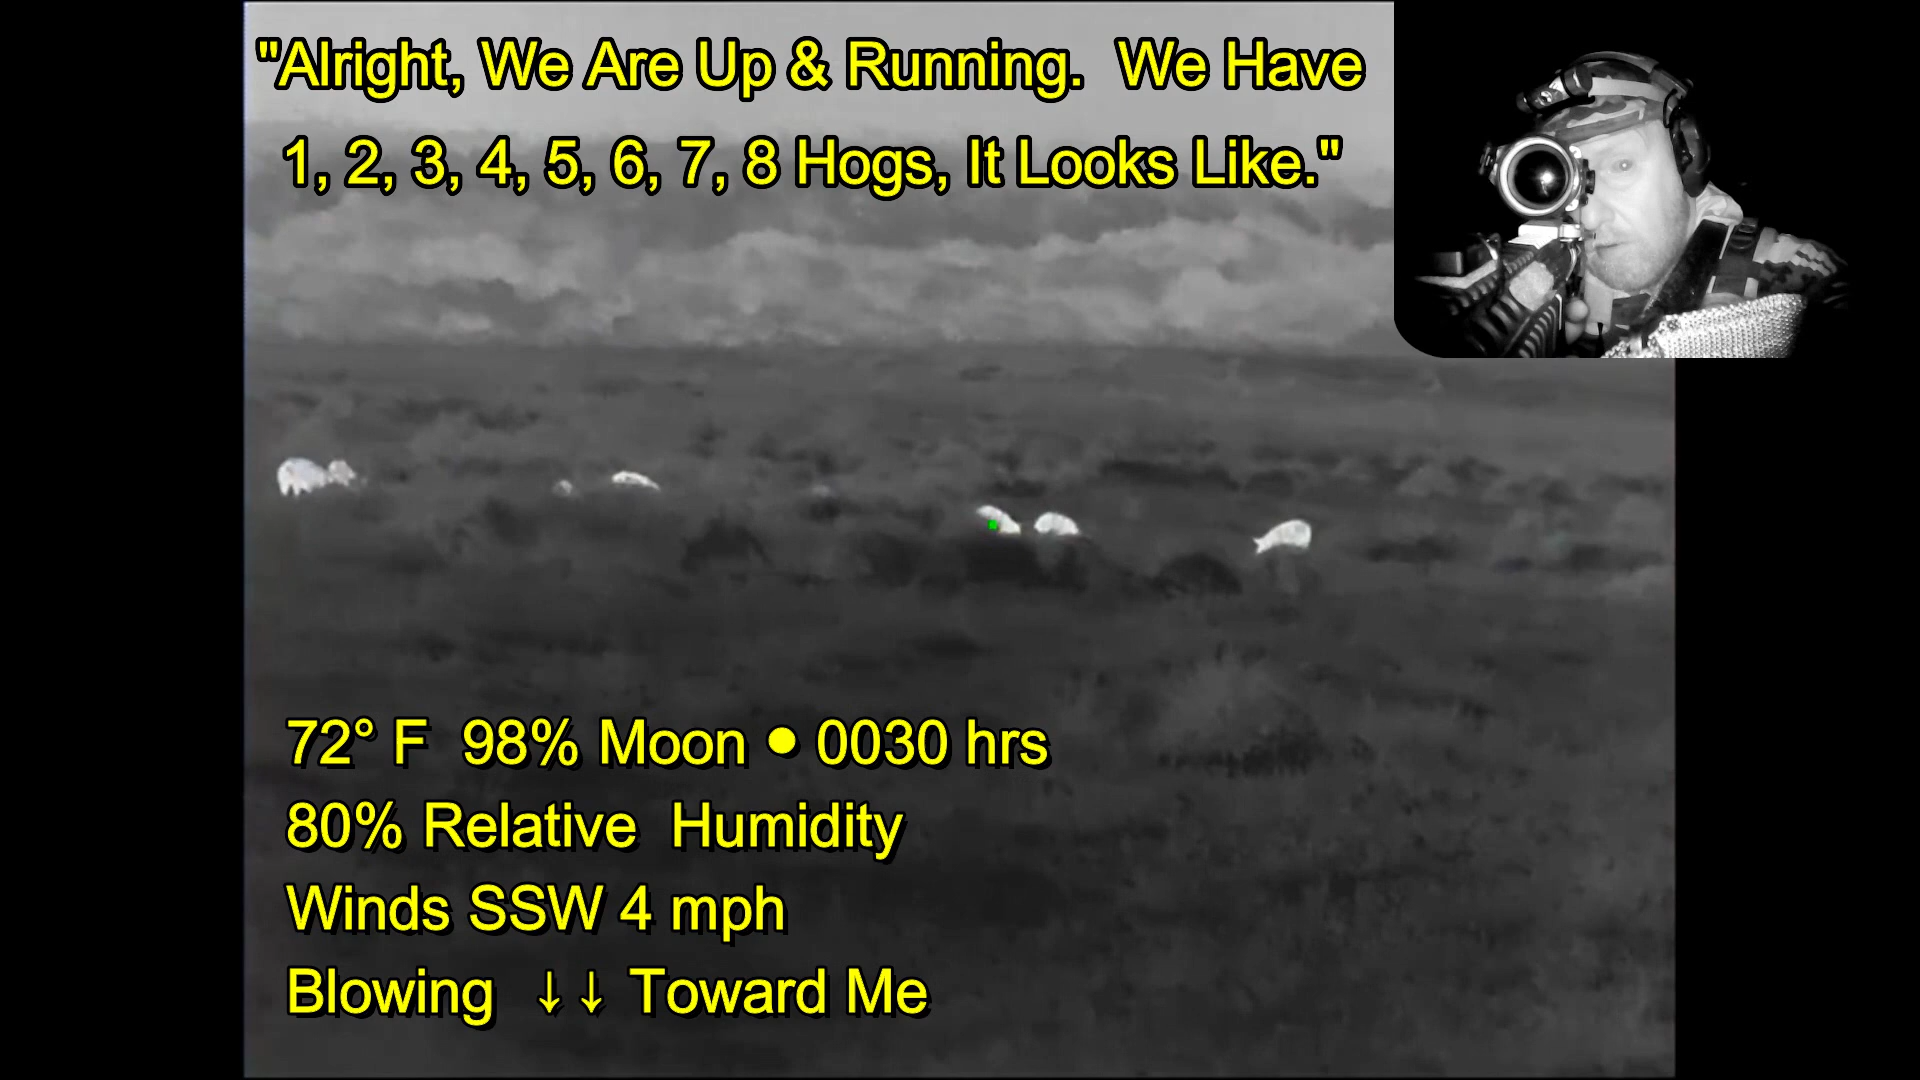 "Alright, We Are Up & Running. We Have
1, 2, 3, 4, 5, 6, 7, 8 Hogs, It Looks Like."
72° F 98% Moon ● 0030 hrs
80% Relative Humidity
Winds SSW 4 mph
Blowing ↓↓ Toward Me